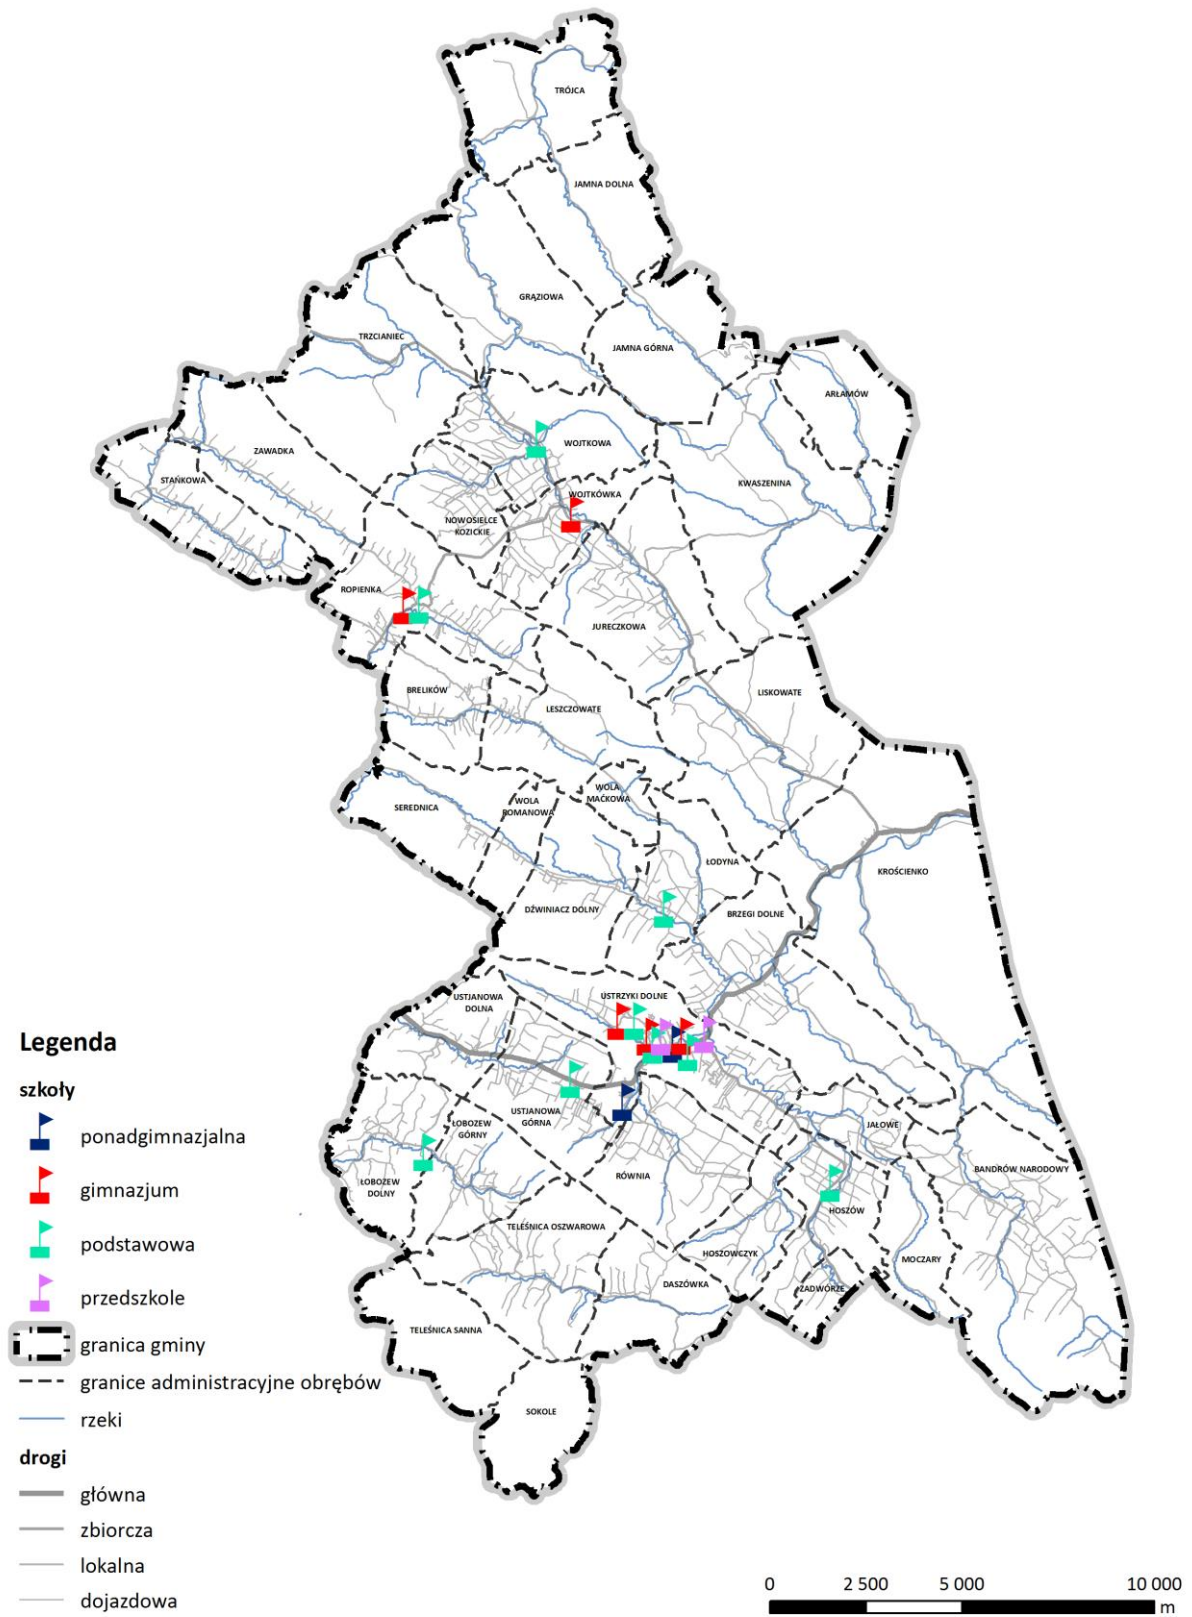 TRÓJCA
JAMNA DOLNA
GRĄZIOWA
TRZCIANIEC
JAMNA GÓRNA
ARŁAMÓW
WOJTKOWA
ZAWADKA
STAŃKOWA
KWASZENINA
WOJTKÓWKA
NOWOSIELCE
KOZICKIE
ROPIENKA
JURECZKOWA
BRELIKÓW
LISKOWATE
LESZCZOWATE
SEREDNICA
WOLA
ROMANOWA
WOLA
MAĆKOWA
ŁODYNA
KROŚCIENKO
DŹWINIACZ DOLNY
BRZEGI DOLNE
USTJANOWA
DOLNA
USTRZYKI DOLNE
USTJANOWA
GÓRNA
ŁOBOZEW
GÓRNY
JAŁOWE
BANDRÓW NARODOWY
ŁOBOZEW
DOLNY
RÓWNIA
HOSZÓW
TELEŚNICA OSZWAROWA
HOSZOWCZYK
MOCZARY
DASZÓWKA
ZADWÓRZE
TELEŚNICA SANNA
SOKOLE
Legenda
szkoły
ponadgimnazjalna
gimnazjum
podstawowa
przedszkole
granica gminy
granice administracyjne obrębów
rzeki
drogi
główna
zbiorcza
lokalna
dojazdowa
0 2 500 5 000 10 000
m